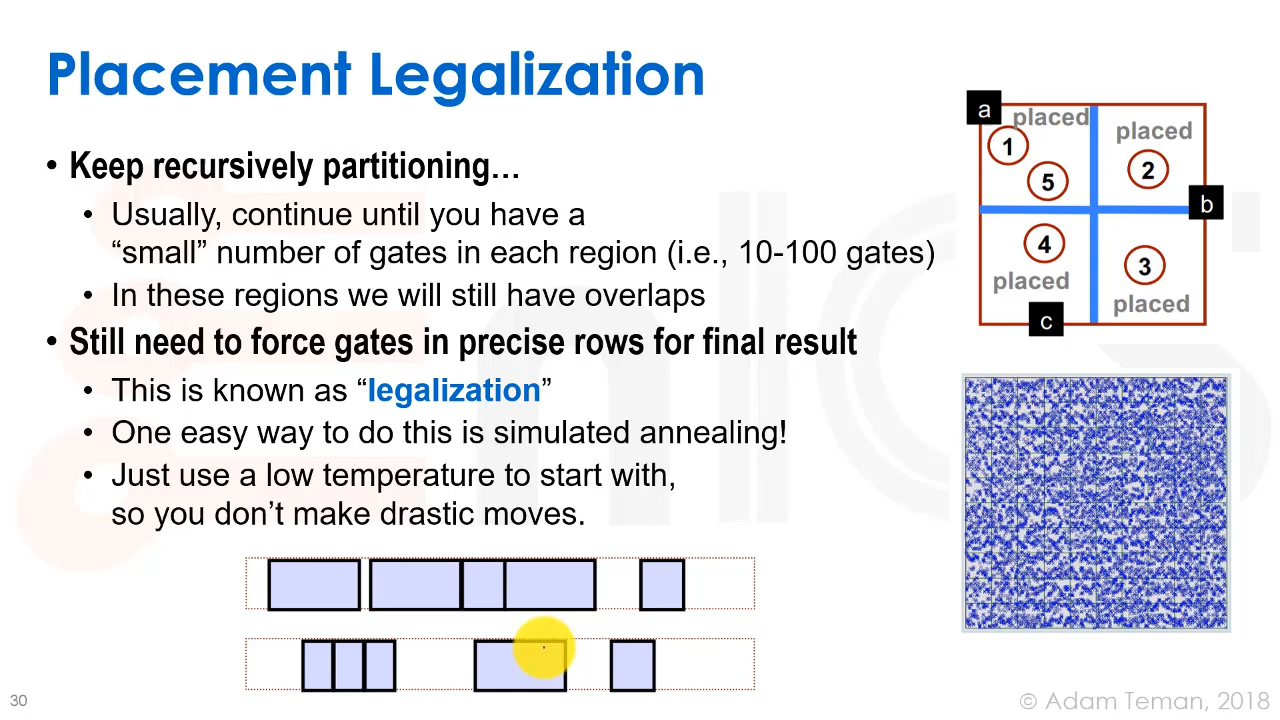 Placement Legalization
• Keep recursively partitioning…
• Usually, continue until you have a
“small” number of gates in each region (i.e., 10-100 gates)
• In these regions we will still have overlaps
• Still need to force gates in precise rows for final result
• This is known as “legalization”
• One easy way to do this is simulated annealing!
• Just use a low temperature to start with,
so you don’t make drastic moves.
a
placed
placed
1
2
5
b
4
3
placed
placed
c
30
© Adam Teman, 2018